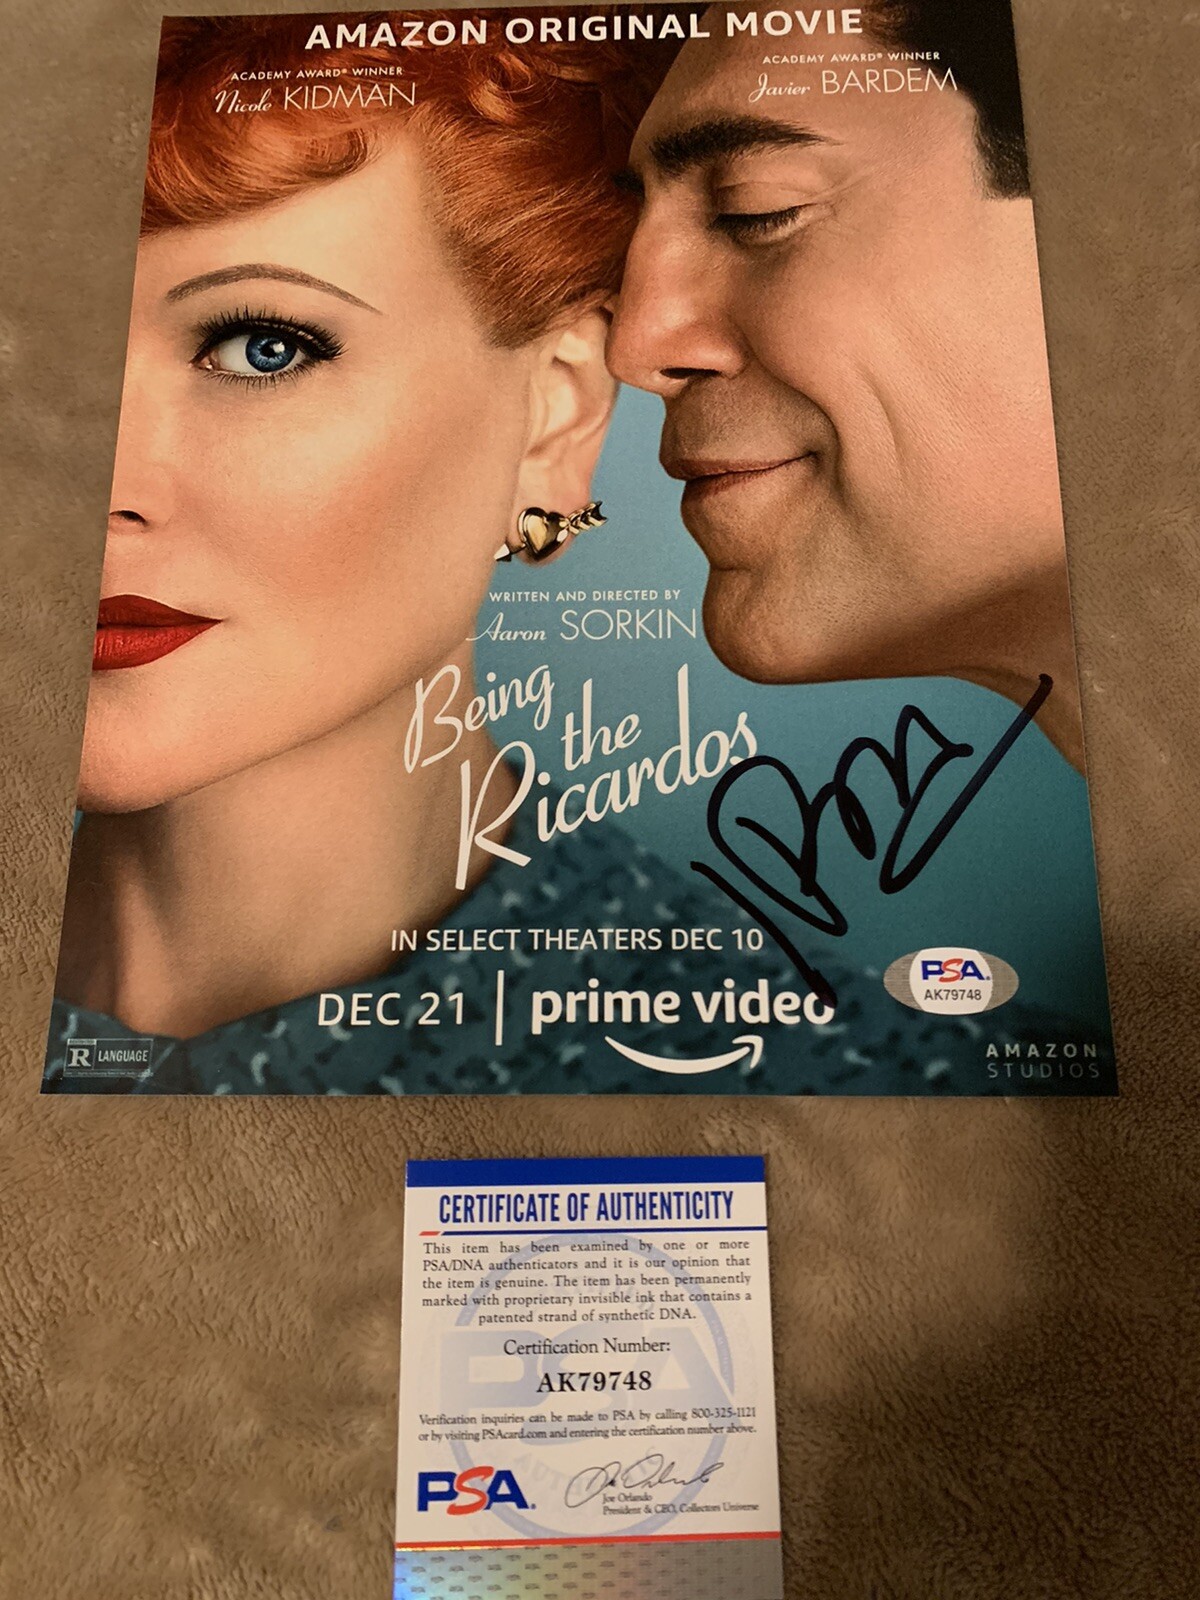 AMAZON ORIGINAL MOVIE
ACADEMY AWARD® WINNER
Nicole KIDMAN
ACADEMY AWARD® WINNER
Javier BARDEM
WRITTEN AND DIRECTED BY
Aaron SORKIN
Being
the
Ricardos
IN SELECT THEATERS DEC 10
DEC 21 | prime video
PSA.
AK79748
R LANGUAGE
AMAZON
STUDIOS
CERTIFICATE OF AUTHENTICITY
This item has been examined by one or more
PSA/DNA authenticators and it is our opinion that
the item is genuine. The item has been permanently
marked with proprietary invisible ink that contains a
patented strand of synthetic DNA.
Certification Number:
AK79748
Verification inquiries can be made to PSA by calling 800-325-1121
or by visiting PSAcard.com and entering the certification number above.
PSA.
Joe Orlando
President & CEO, Collectors Universe